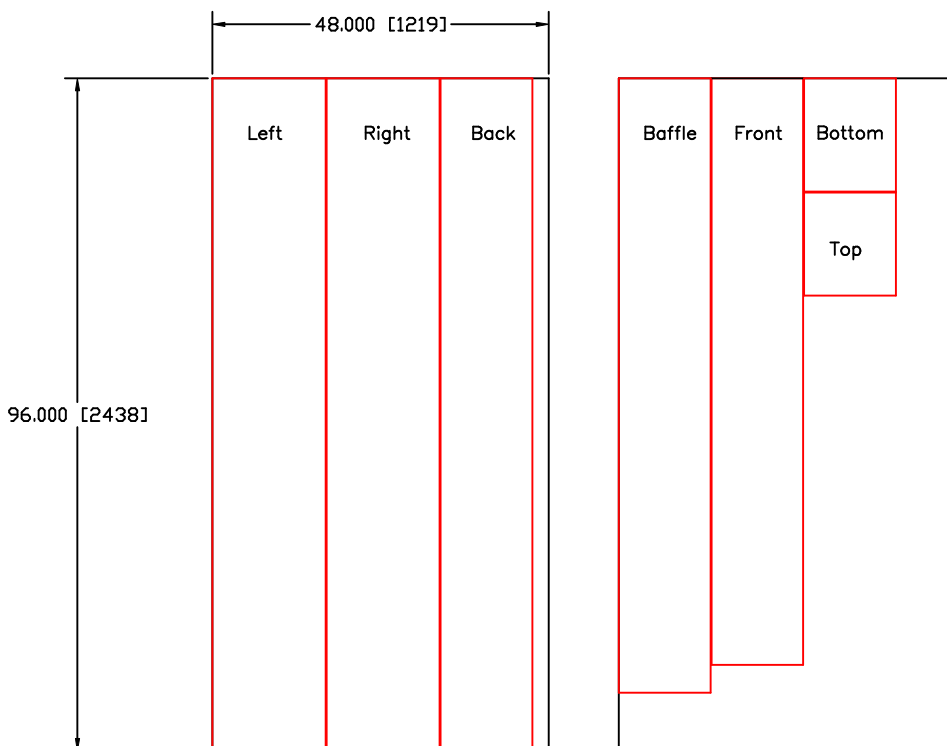 48.000 [1219]
Left
Right
Back
Baffle
Front
Bottom
Top
96.000 [2438]